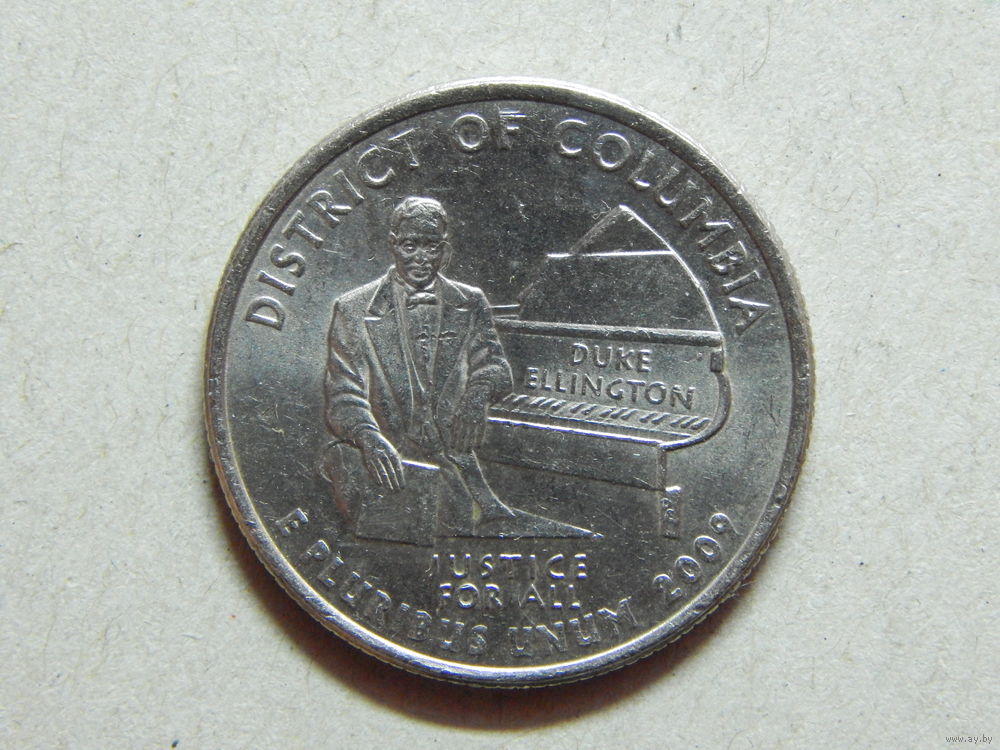 DISTRICT OF COLUMBIA
DUKE
ELLINGTON
JUSTICE
FOR ALL
E PLURIBUS UNUM 2009
www.ay.by